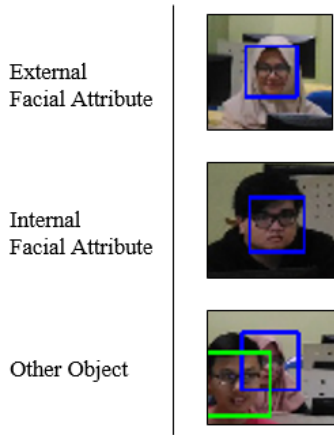 External
Facial Attribute
Internal
Facial Attribute
Other Object